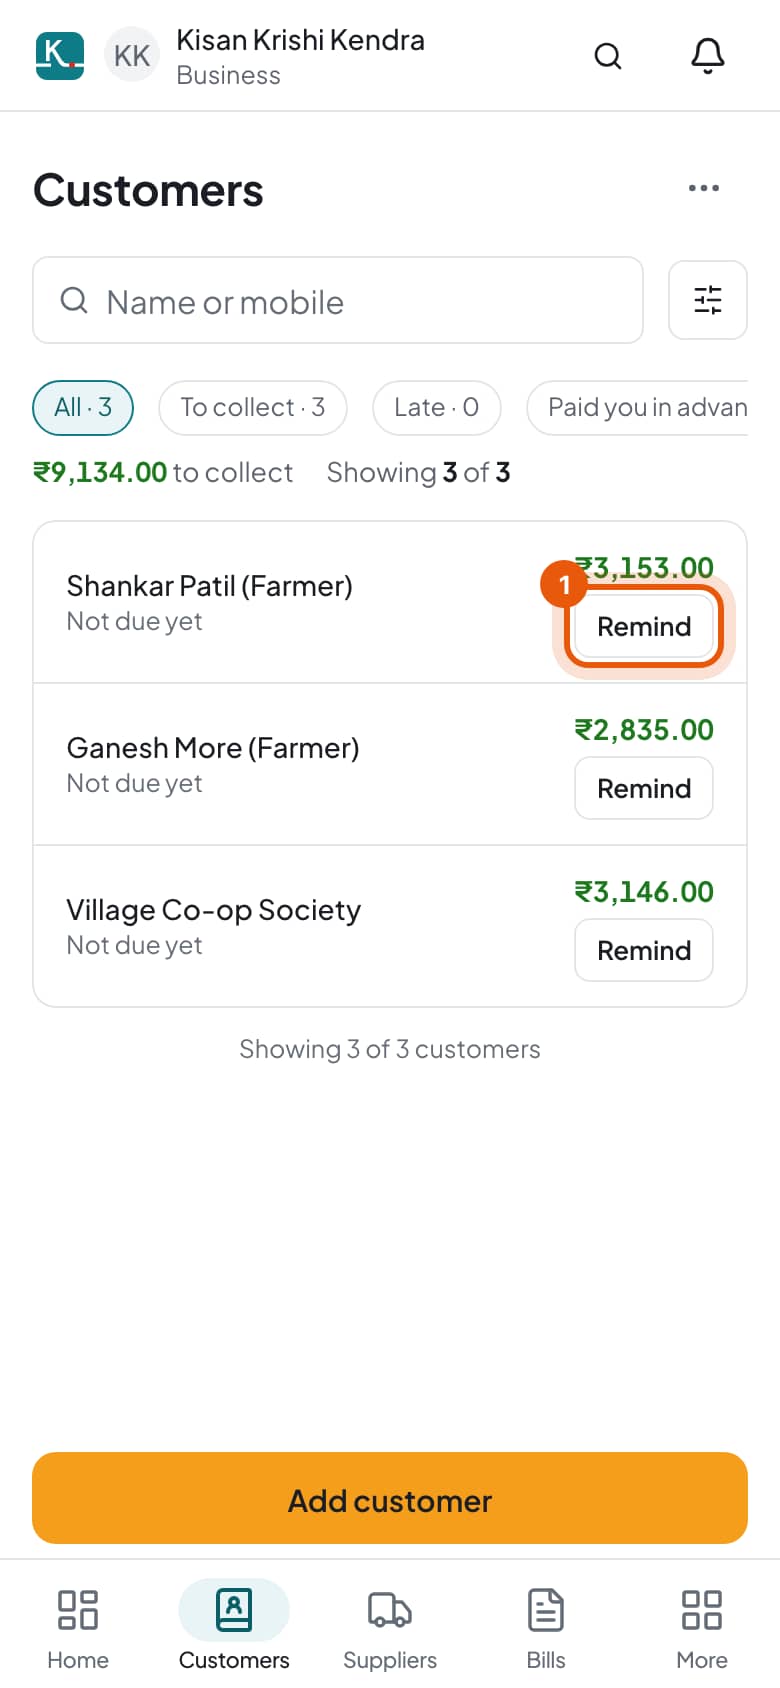 K.
KK
Kisan Krishi Kendra
Business
Customers
Name or mobile
All · 3
To collect · 3
Late · 0
Paid you in advan
₹9,134.00 to collect Showing 3 of 3
Shankar Patil (Farmer)
Not due yet
₹3,153.00
1
Remind
Ganesh More (Farmer)
Not due yet
₹2,835.00
Remind
Village Co-op Society
Not due yet
₹3,146.00
Remind
Showing 3 of 3 customers
Add customer
Home
Customers
Suppliers
Bills
More